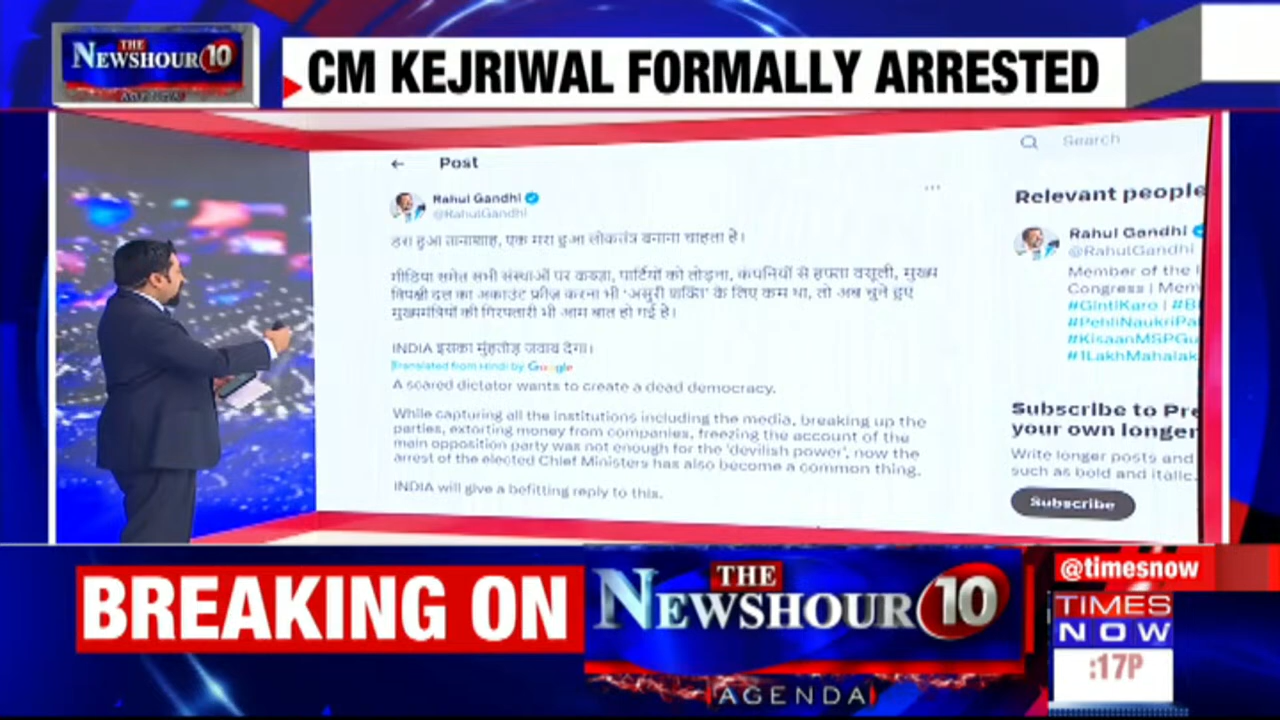 THE NEWSHOUR 10
AGENDA
CM KEJRIWAL FORMALLY ARRESTED
← Post
Search
Rahul Gandhi
@RahulGandhi
Relevant people
डरा हुआ तानाशाह, एक मरा हुआ लोकतंत्र बनाना चाहता है।
मीडिया समेत सभी संस्थाओं पर कब्ज़ा, पार्टियों को तोड़ना, कंपनियों से हफ्ता वसूली, मुख्य
विपक्षी दल का अकाउंट फ्रीज़ करना भी 'असुरी शक्ति' के लिए कम था, तो अब चुने हुए
मुख्यमंत्रियों की गिरफ्तारी भी आम बात हो गई है।
INDIA इसका मुंहतोड़ जवाब देगा।
Translated from Hindi by Google
A scared dictator wants to create a dead democracy.
While capturing all the institutions including the media, breaking up the
parties, extorting money from companies, freezing the account of the
main opposition party was not enough for the 'devilish power', now the
arrest of the elected Chief Ministers has also become a common thing.
INDIA will give a befitting reply to this.
Rahul Gandhi
@RahulGandhi
Member of the I
Congress | Mem
#GintiKaro | #B
#PehliNaukriPa
#KisaanMSPGu
#1LakhMahalak
Subscribe to Pre
your own longer
Write longer posts and
such as bold and italic.
Subscribe
BREAKING ON
THE NEWSHOUR 10
AGENDA
@timesnow
TIMES
NOW
:17P